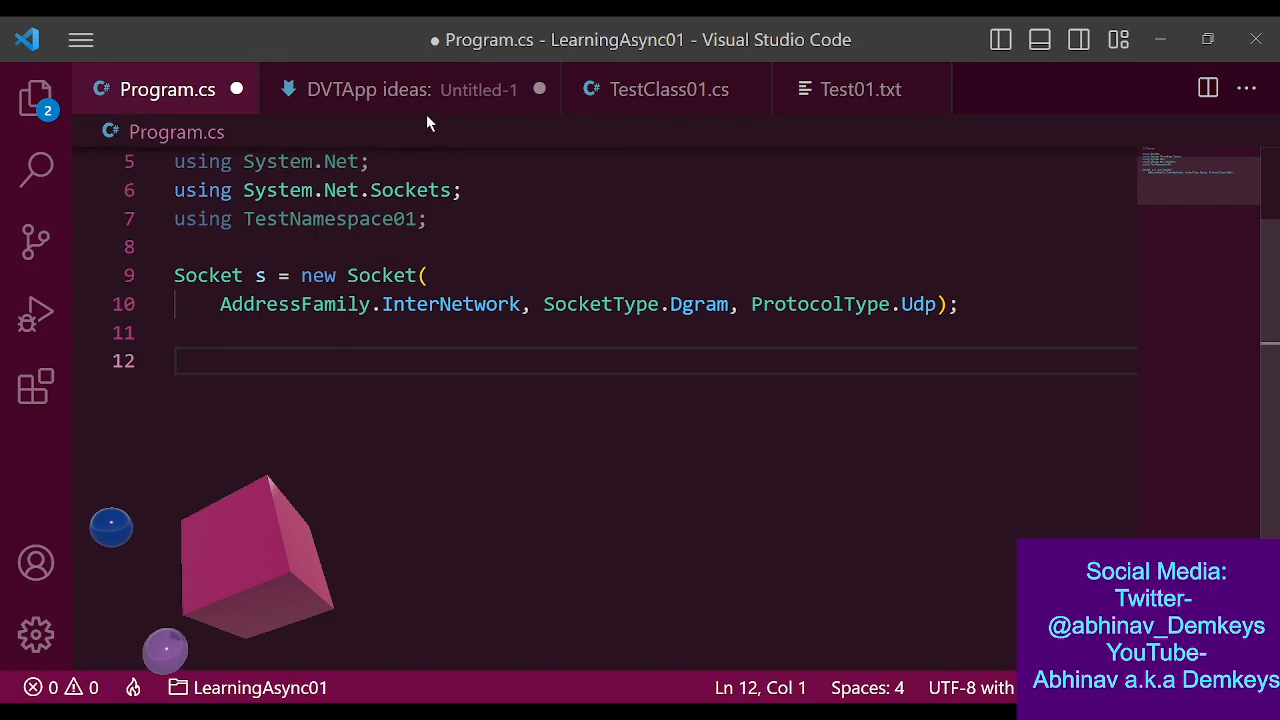 ● Program.cs - LearningAsync01 - Visual Studio Code
Program.cs
DVTApp ideas: Untitled-1
TestClass01.cs
Test01.txt
2
Program.cs
5 using System.Net;
6 using System.Net.Sockets;
7 using TestNamespace01;
8
9 Socket s = new Socket(
10 AddressFamily.InterNetwork, SocketType.Dgram, ProtocolType.Udp);
11
12
Social Media:
Twitter-
@abhinav_Demkeys
YouTube-
Abhinav a.k.a Demkeys
0 0 LearningAsync01 Ln 12, Col 1 Spaces: 4 UTF-8 with